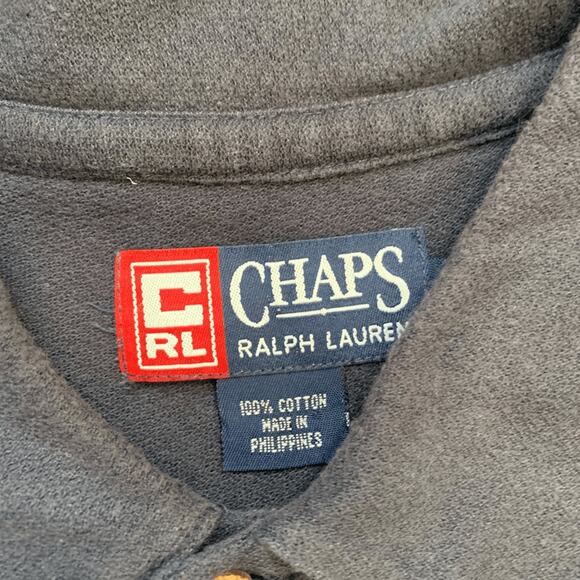 C
RL
CHAPS
RALPH LAUREN
100% COTTON
MADE IN
PHILIPPINES